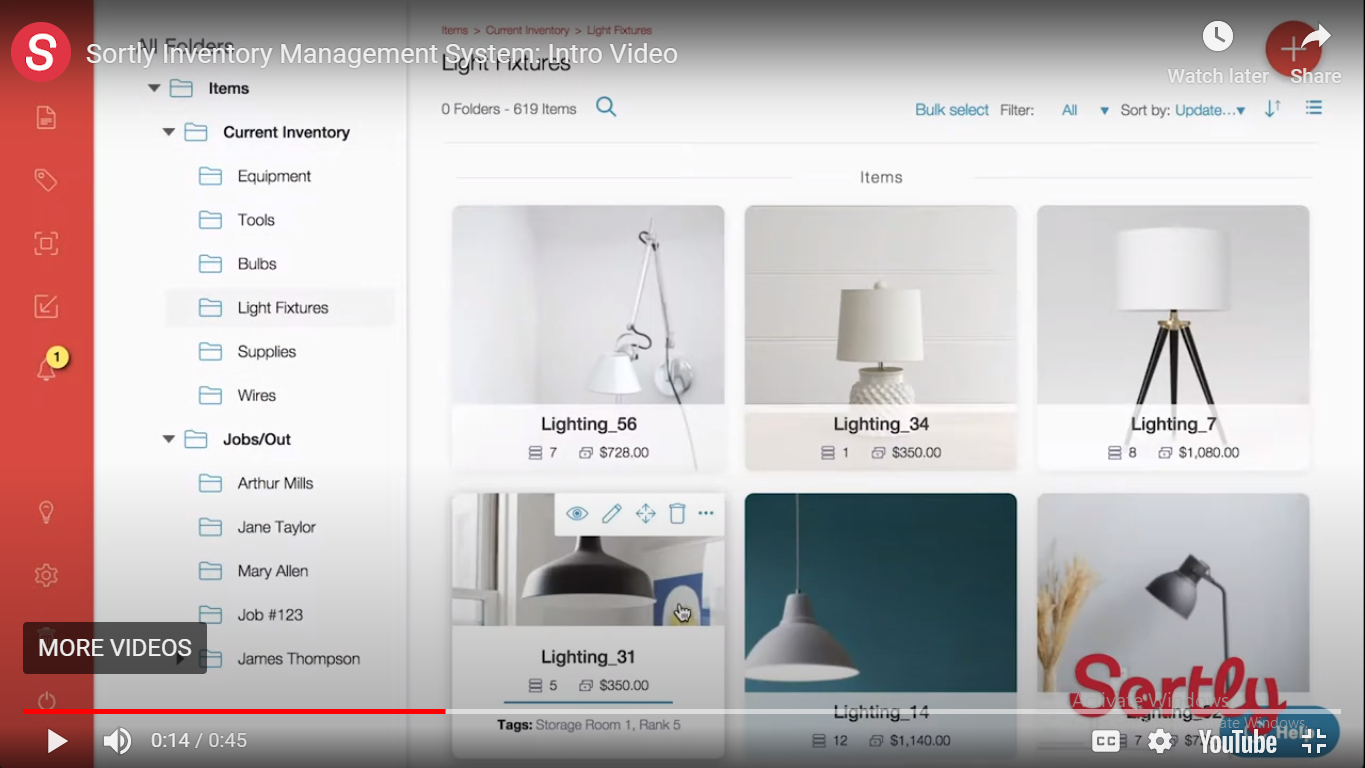 All Folders
Sortly Inventory Management System: Intro Video
Watch later
Share
Items > Current Inventory > Light Fixtures
Light Fixtures
0 Folders - 619 Items
Bulk select
Filter:
All
Sort by: Update...
Items
Current Inventory
Equipment
Tools
Bulbs
Light Fixtures
Supplies
Wires
Jobs/Out
Arthur Mills
Jane Taylor
Mary Allen
Job #123
James Thompson
1
MORE VIDEOS
Items
Lighting_56
7 $728.00
Lighting_34
1 $350.00
Lighting_7
8 $1,080.00
Lighting_31
5 $350.00
Tags: Storage Room 1, Rank 5
Lighting_14
12 $1,140.00
7
Sortly
Activate Windows
Help
0:14 / 0:45
CC
YouTube